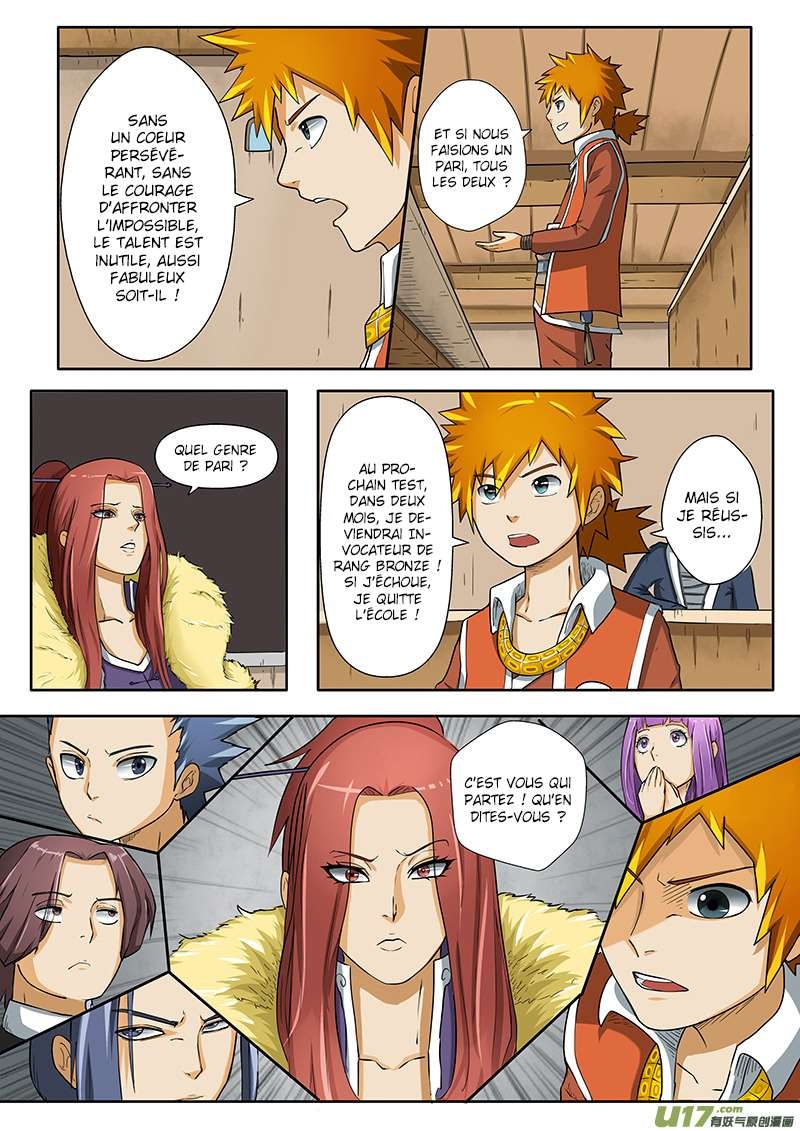 SANS
UN COEUR
PERSÉVÉ-
RANT, SANS
LE COURAGE
D'AFFRONTER
L'IMPOSSIBLE,
LE TALENT EST
INUTILE, AUSSI
FABULEUX
SOIT-IL !
ET SI NOUS
FAISIONS UN
PARI, TOUS
LES DEUX ?
QUEL GENRE
DE PARI ?
AU PRO-
CHAIN TEST,
DANS DEUX
MOIS, JE DE-
VIENDRAI IN-
VOCATEUR DE
RANG BRONZE !
SI J'ÉCHOUE,
JE QUITTE
L'ÉCOLE !
MAIS SI
JE RÉUS-
SIS...
C'EST VOUS QUI
PARTEZ ! QU'EN
DITES-VOUS ?
U17.com
有妖气原创漫画